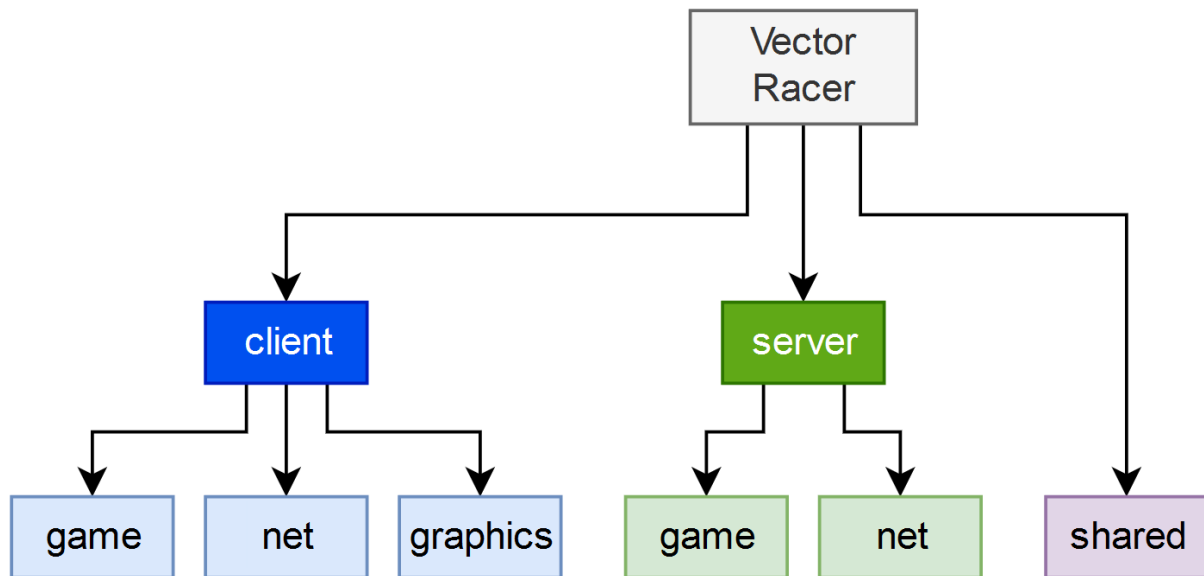 Vector
Racer
client
server
game
net
graphics
game
net
shared